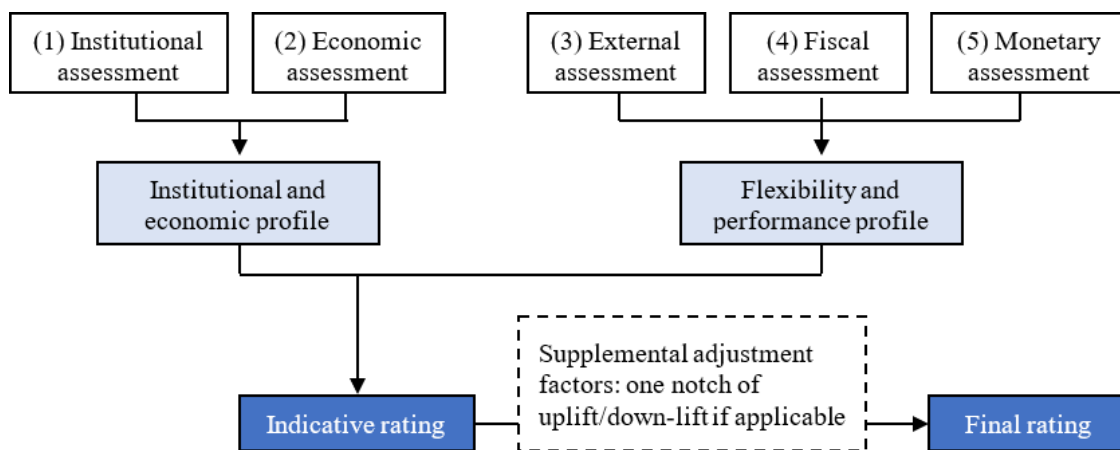 (1) Institutional
assessment
(2) Economic
assessment
(3) External
assessment
(4) Fiscal
assessment
(5) Monetary
assessment
Institutional and
economic profile
Flexibility and
performance profile
Supplemental adjustment
factors: one notch of
uplift/down-lift if applicable
Indicative rating
Final rating